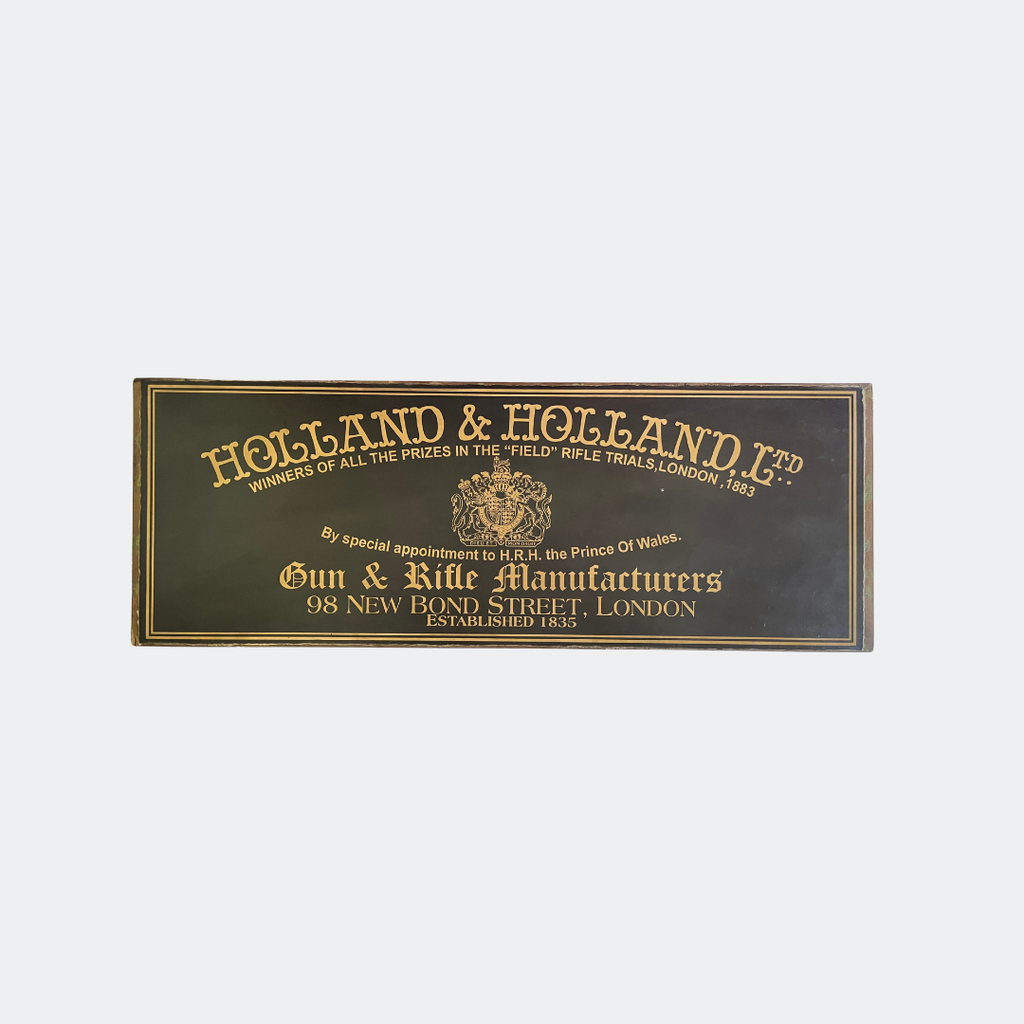 HOLLAND & HOLLAND, LTD..
WINNERS OF ALL THE PRIZES IN THE “FIELD” RIFLE TRIALS,LONDON ,1883
By special appointment to H.R.H. the Prince Of Wales.
Gun & Rifle Manufacturers
98 NEW BOND STREET, LONDON
ESTABLISHED 1835